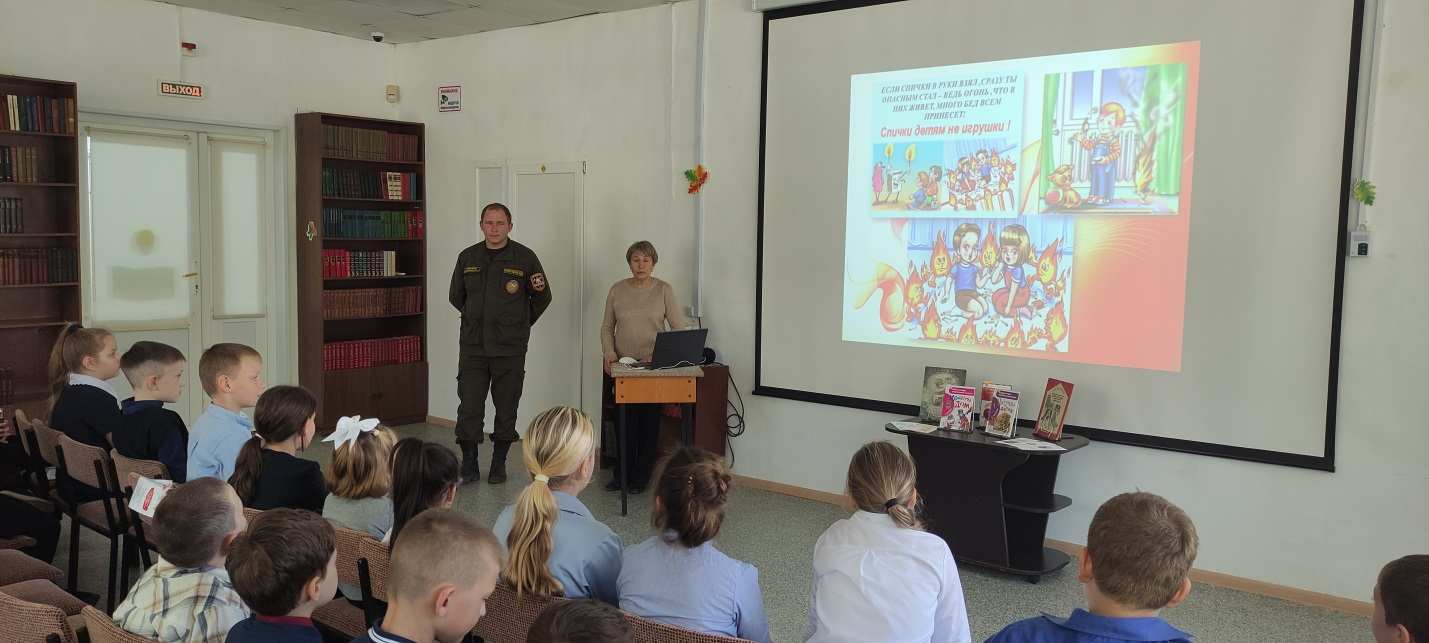 ВЫХОД
ЕСЛИ СПИЧКИ В РУКИ ВЗЯЛ , СРАЗУ ТЫ
ОПАСНЫМ СТАЛ – ВЕДЬ ОГОНЬ , ЧТО В
НИХ ЖИВЕТ, МНОГО БЕД ВСЕМ
ПРИНЕСЕТ!
Спички детям не игрушки !